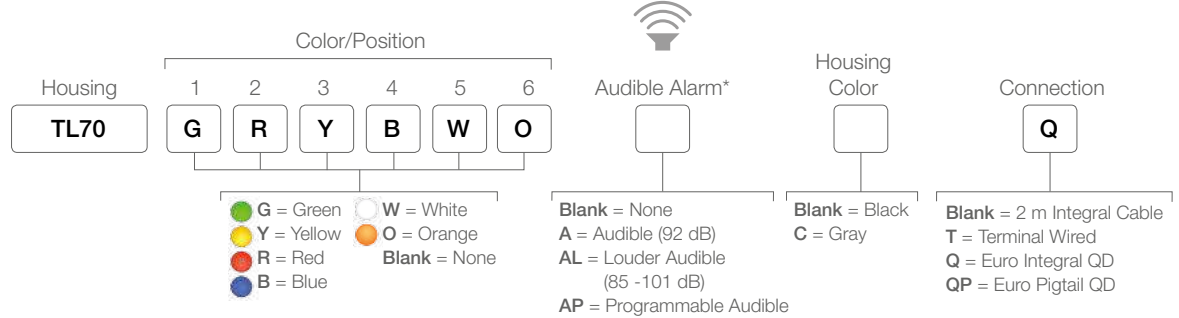 Color/Position
Housing 1 2 3 4 5 6 Audible Alarm* Housing Color Connection
TL70 G R Y B W O Q
G = Green
Y = Yellow
R = Red
B = Blue
W = White
O = Orange
Blank = None
Blank = None
A = Audible (92 dB)
AL = Louder Audible
(85 -101 dB)
AP = Programmable Audible
Blank = Black
C = Gray
Blank = 2 m Integral Cable
T = Terminal Wired
Q = Euro Integral QD
QP = Euro Pigtail QD